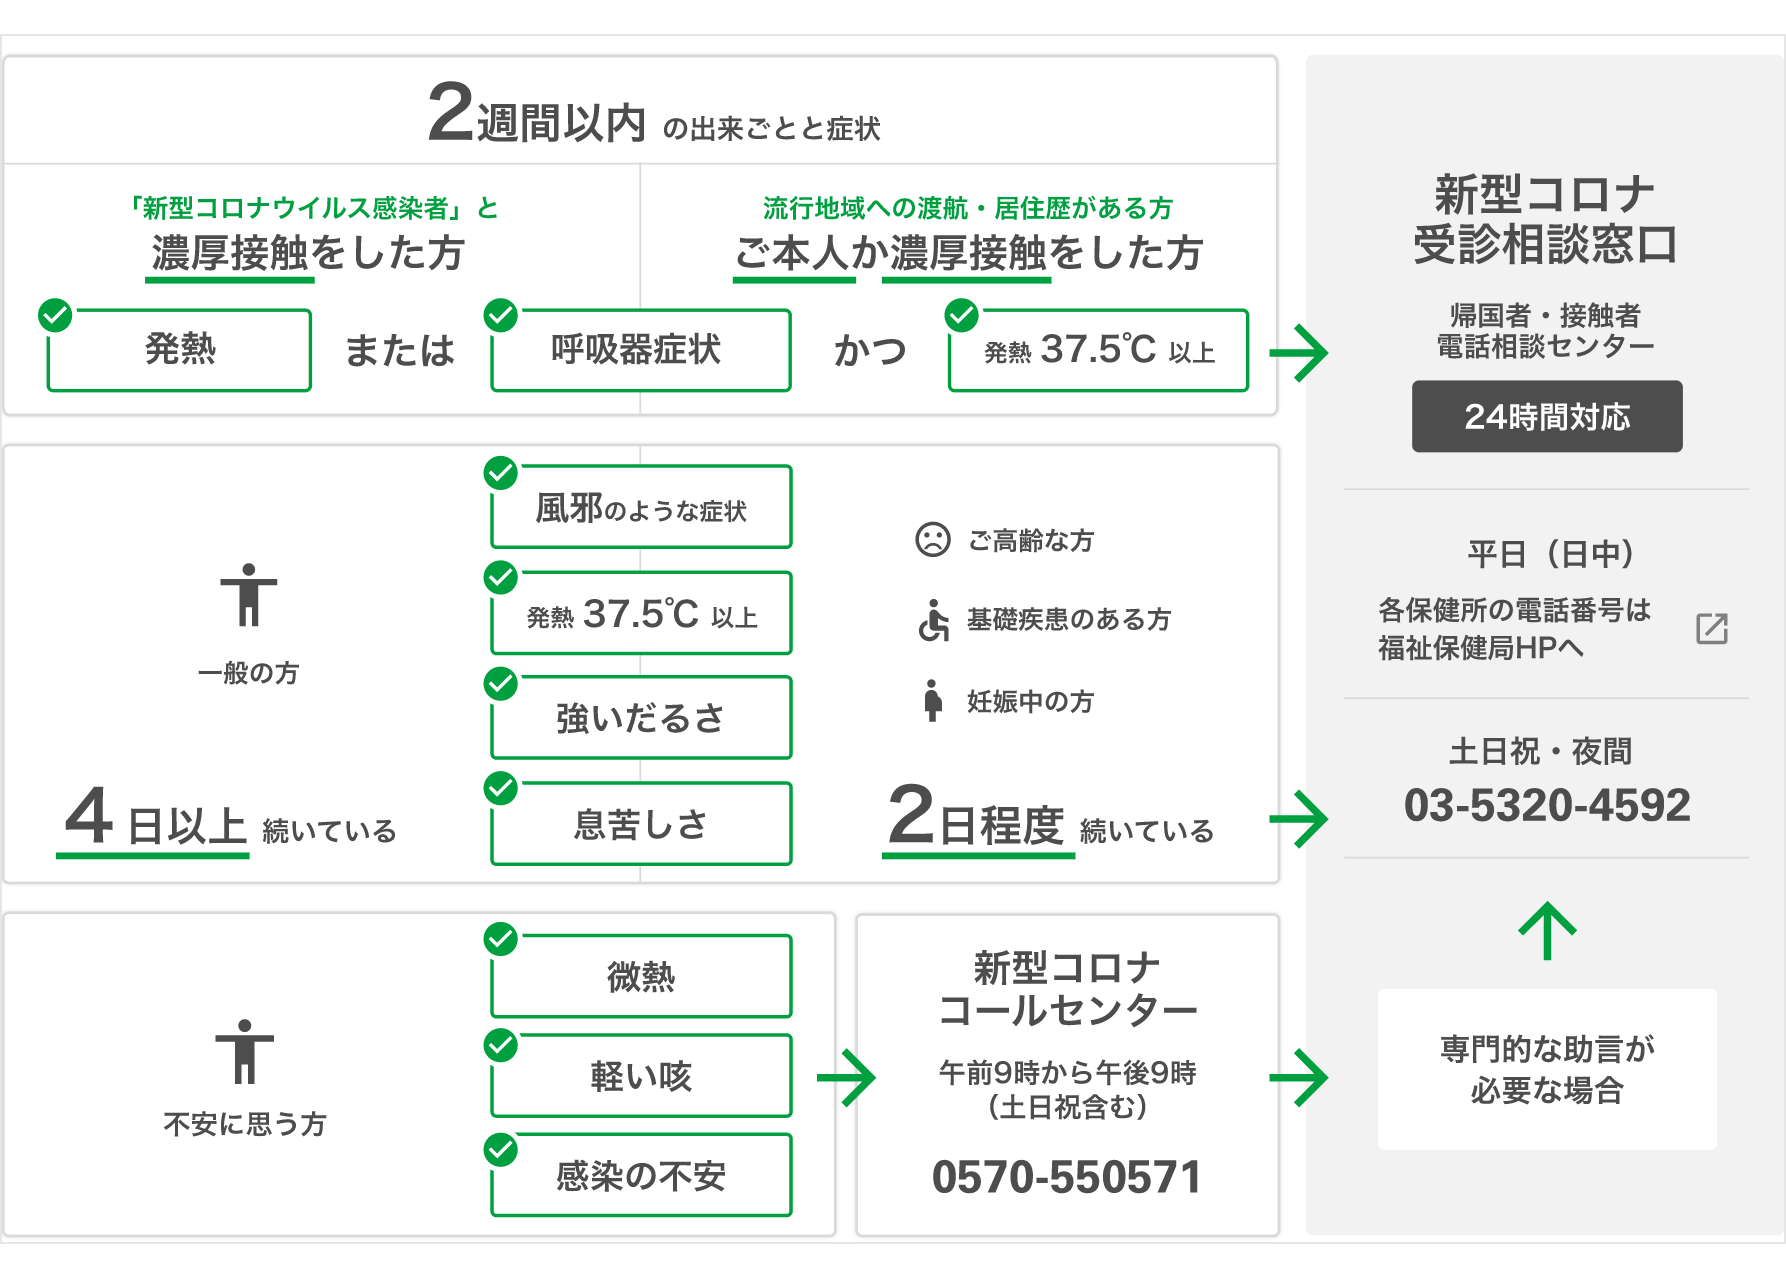 2週間以内 の出来ごとと症状
「新型コロナウイルス感染者」と
濃厚接触をした方
流行地域への渡航・居住歴がある方
ご本人か濃厚接触をした方
発熱 または 呼吸器症状 かつ 発熱 37.5℃ 以上
一般の方
4日以上 続いている
風邪のような症状
発熱 37.5℃ 以上
強いだるさ
息苦しさ
ご高齢な方
基礎疾患のある方
妊娠中の方
2日程度 続いている
不安に思う方
微熱
軽い咳
感染の不安
新型コロナ
コールセンター
午前9時から午後9時
（土日祝含む）
0570-550571
新型コロナ
受診相談窓口
帰国者・接触者
電話相談センター
24時間対応
平日（日中）
各保健所の電話番号は
福祉保健局HPへ
土日祝・夜間
03-5320-4592
専門的な助言が
必要な場合